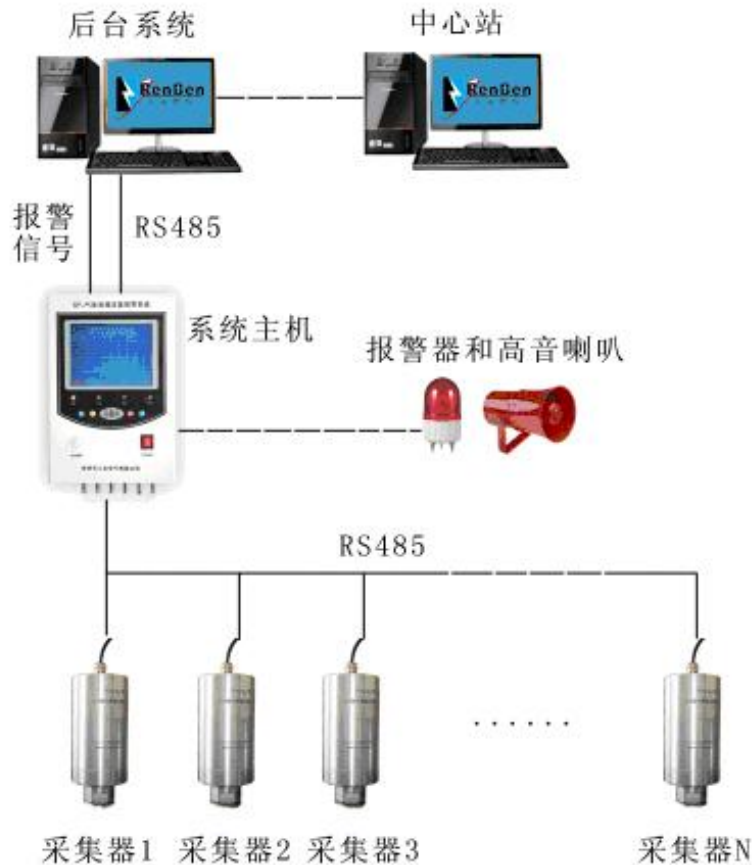 后台系统
中心站
RenGen
RenGen
报警
信号
RS485
系统主机
报警器和高音喇叭
RS485
......
采集器1
采集器2
采集器3
采集器N